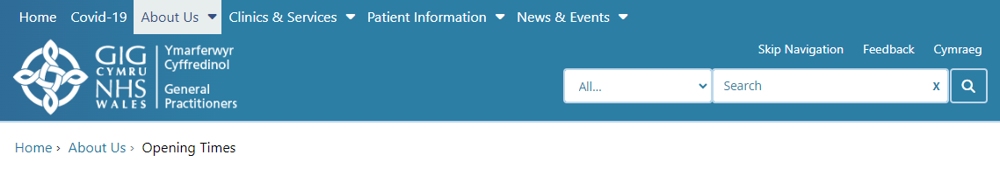 Home Covid-19 About Us Clinics & Services Patient Information News & Events
Skip Navigation Feedback Cymraeg
GIG
CYMRU
NHS
WALES
Ymarferwyr
Cyffredinol
General
Practitioners
All... Search x
Home › About Us › Opening Times